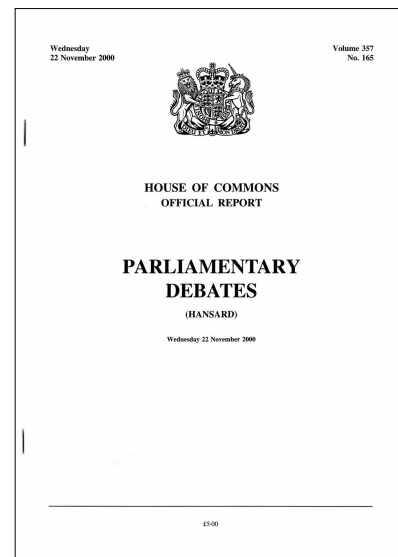 Wednesday
22 November 2000
Volume 357
No. 165
HOUSE OF COMMONS
OFFICIAL REPORT
PARLIAMENTARY
DEBATES
(HANSARD)
Wednesday 22 November 2000
£5·00